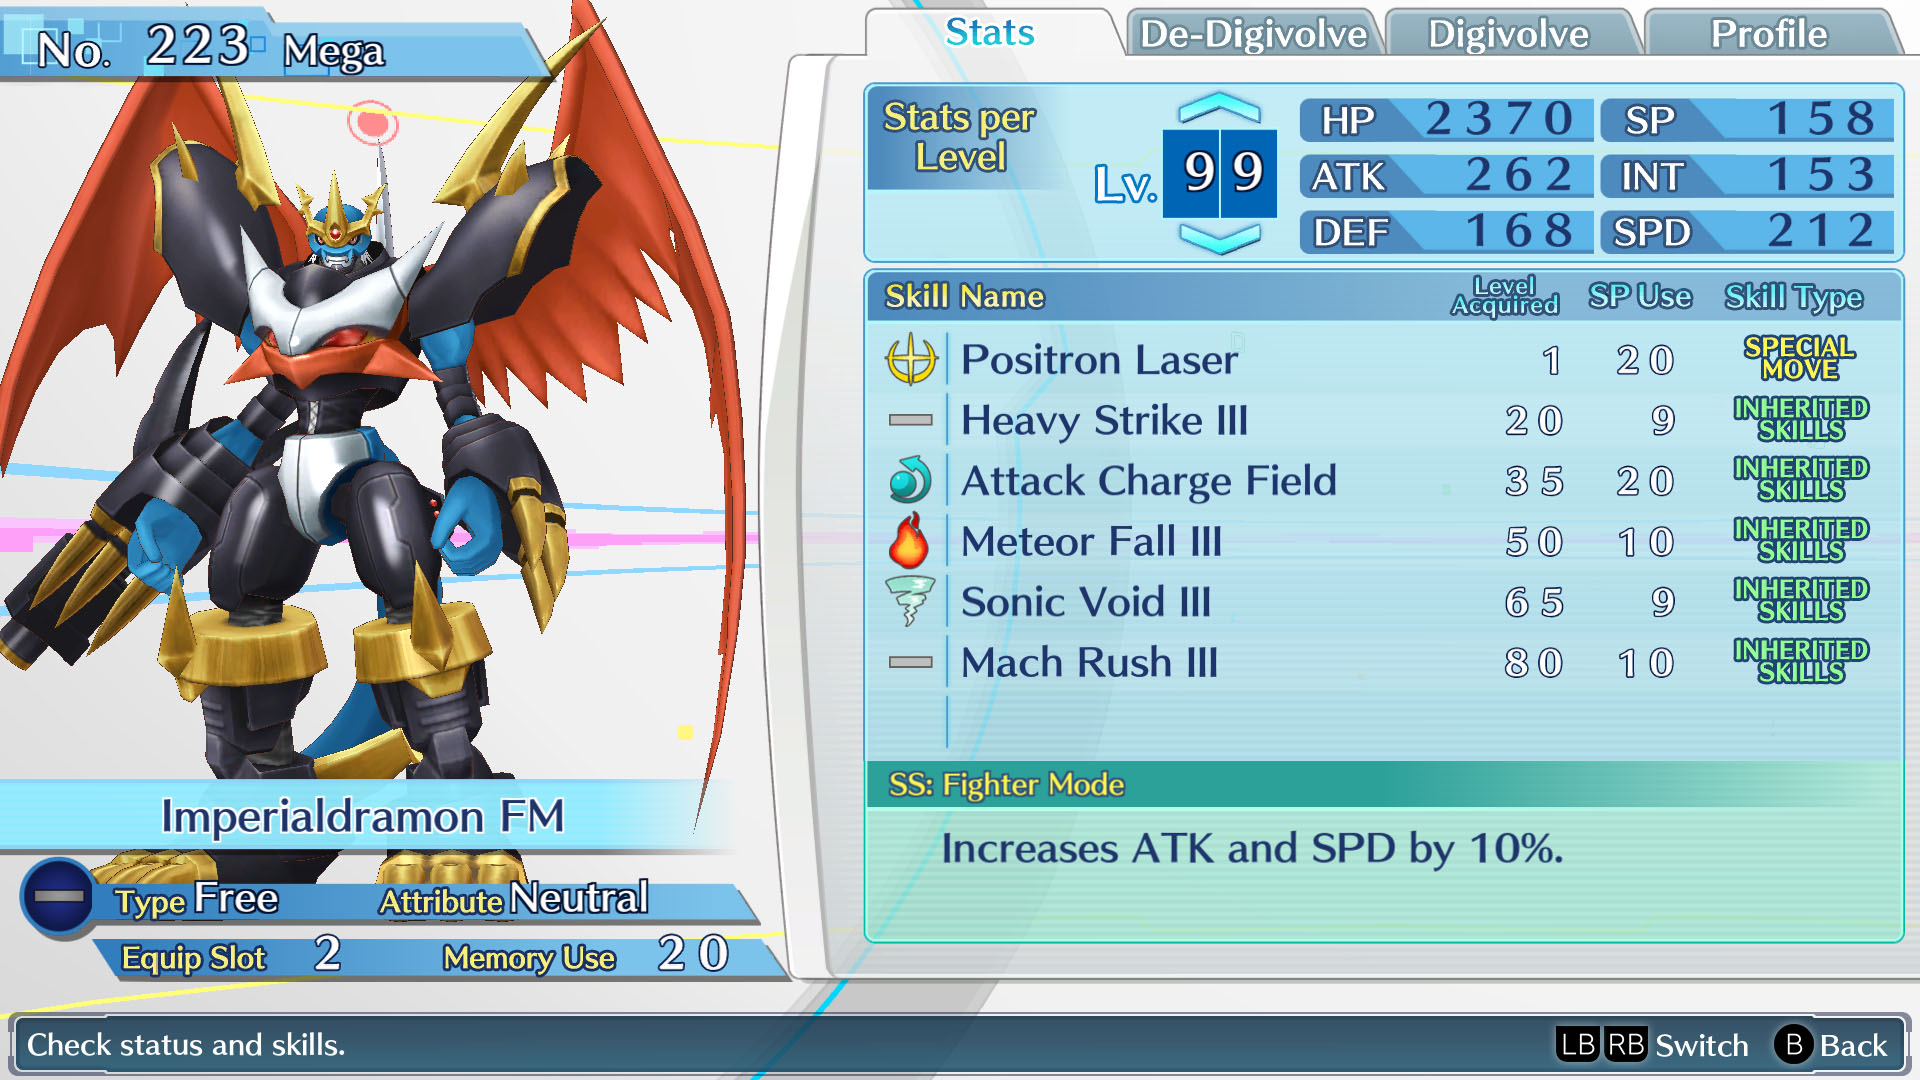 No. 223 Mega
Stats De-Digivolve Digivolve Profile
Stats per
Level
Lv. 99
HP 2370 SP 158
ATK 262 INT 153
DEF 168 SPD 212
Skill Name Level Acquired SP Use Skill Type
Positron Laser 1 20 SPECIAL MOVE
Heavy Strike III 20 9 INHERITED SKILLS
Attack Charge Field 35 20 INHERITED SKILLS
Meteor Fall III 50 10 INHERITED SKILLS
Sonic Void III 65 9 INHERITED SKILLS
Mach Rush III 80 10 INHERITED SKILLS
SS: Fighter Mode
Increases ATK and SPD by 10%.
Imperialdramon FM
Type Free Attribute Neutral
Equip Slot 2 Memory Use 20
Check status and skills.
LB RB Switch B Back